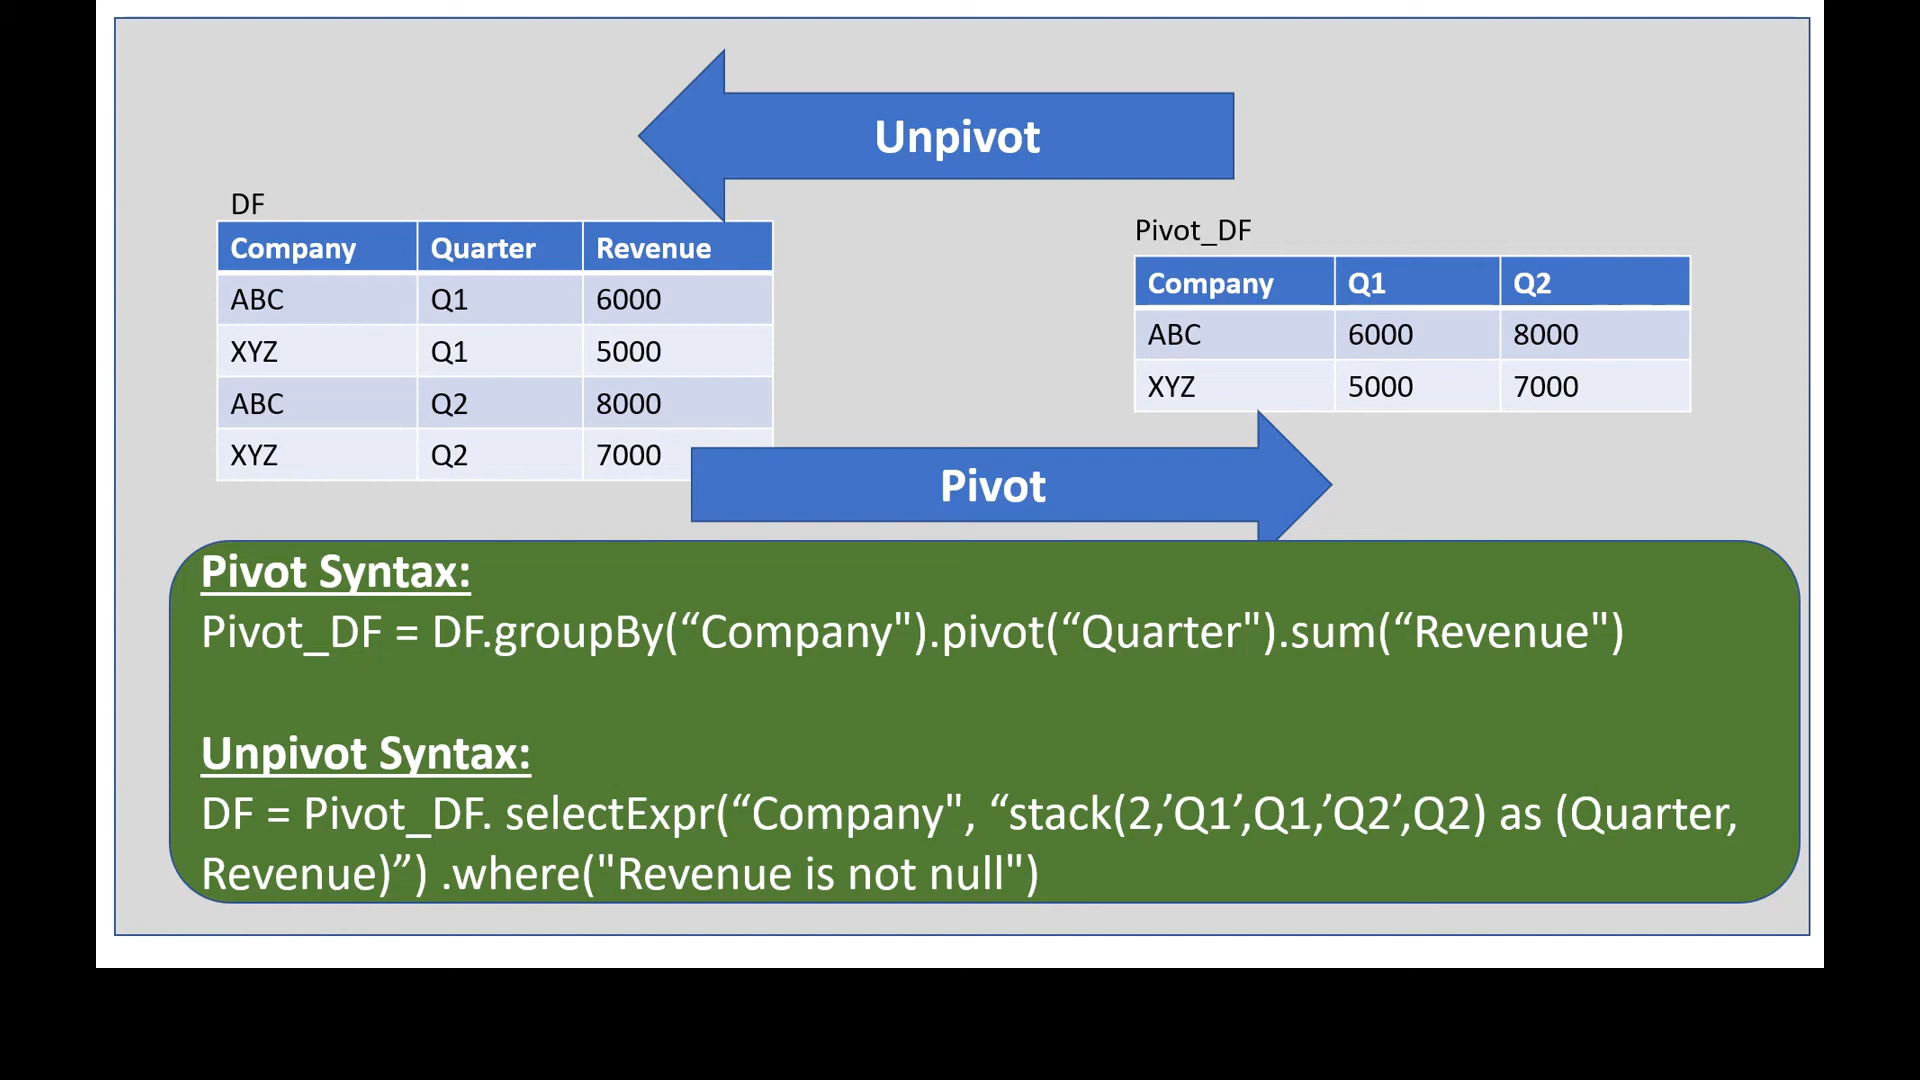 Unpivot
DF
Company Quarter Revenue
ABC Q1 6000
XYZ Q1 5000
ABC Q2 8000
XYZ Q2 7000
Pivot_DF
Company Q1 Q2
ABC 6000 8000
XYZ 5000 7000
Pivot
Pivot Syntax:
Pivot_DF = DF.groupBy(“Company").pivot(“Quarter").sum(“Revenue")
Unpivot Syntax:
DF = Pivot_DF. selectExpr(“Company", “stack(2,’Q1’,Q1,’Q2’,Q2) as (Quarter,
Revenue)”) .where("Revenue is not null")